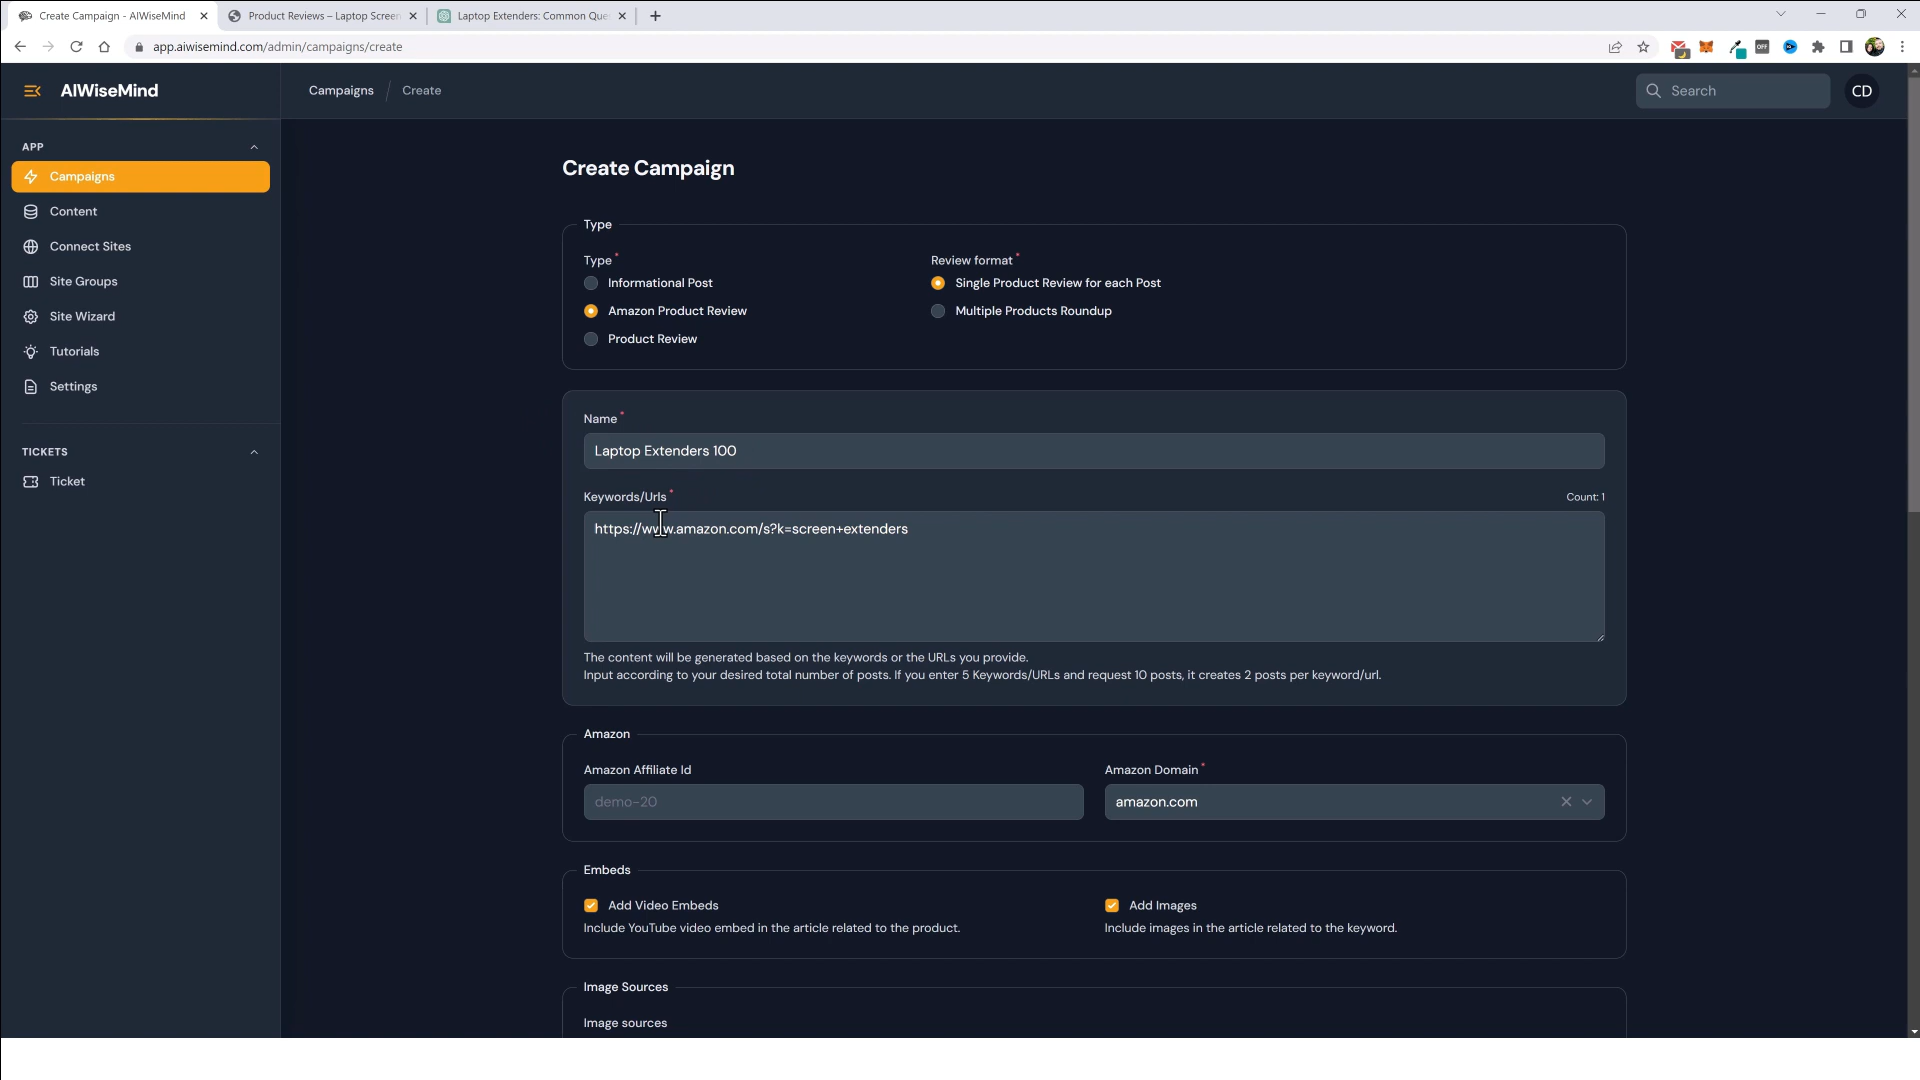 Create Campaign - AIWiseMind
Product Reviews – Laptop Screen
Laptop Extenders: Common Que
app.aiwisemind.com/admin/campaigns/create
OFF
AIWiseMind
Campaigns / Create
Search
CD
APP
Campaigns
Content
Connect Sites
Site Groups
Site Wizard
Tutorials
Settings
TICKETS
Ticket
Create Campaign
Type
Type*
Informational Post
Amazon Product Review
Product Review
Review format*
Single Product Review for each Post
Multiple Products Roundup
Name*
Laptop Extenders 100
Keywords/Urls*
Count: 1
https://www.amazon.com/s?k=screen+extenders
The content will be generated based on the keywords or the URLs you provide.
Input according to your desired total number of posts. If you enter 5 Keywords/URLs and request 10 posts, it creates 2 posts per keyword/url.
Amazon
Amazon Affiliate Id
demo-20
Amazon Domain*
amazon.com
Embeds
Add Video Embeds
Include YouTube video embed in the article related to the product.
Add Images
Include images in the article related to the keyword.
Image Sources
Image sources